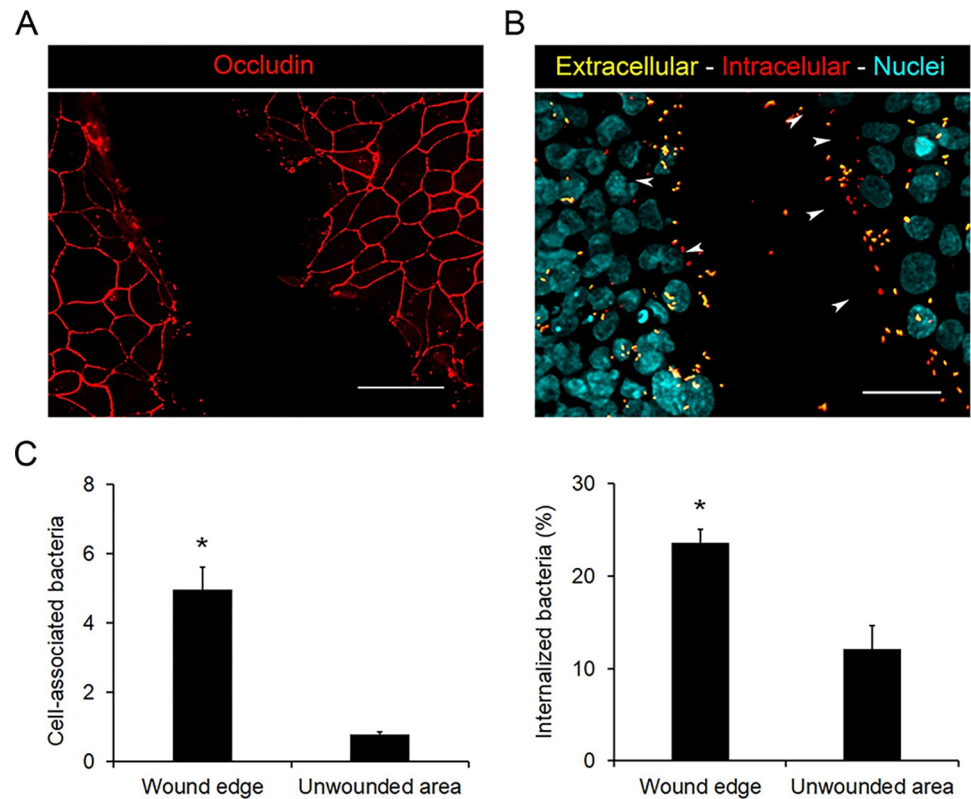 A
Occludin
B
Extracellular - Intracelular - Nuclei
C
Cell-associated bacteria
8
6
4
2
0
*
Wound edge
Unwounded area
Internalized bacteria (%)
30
20
10
0
*
Wound edge
Unwounded area